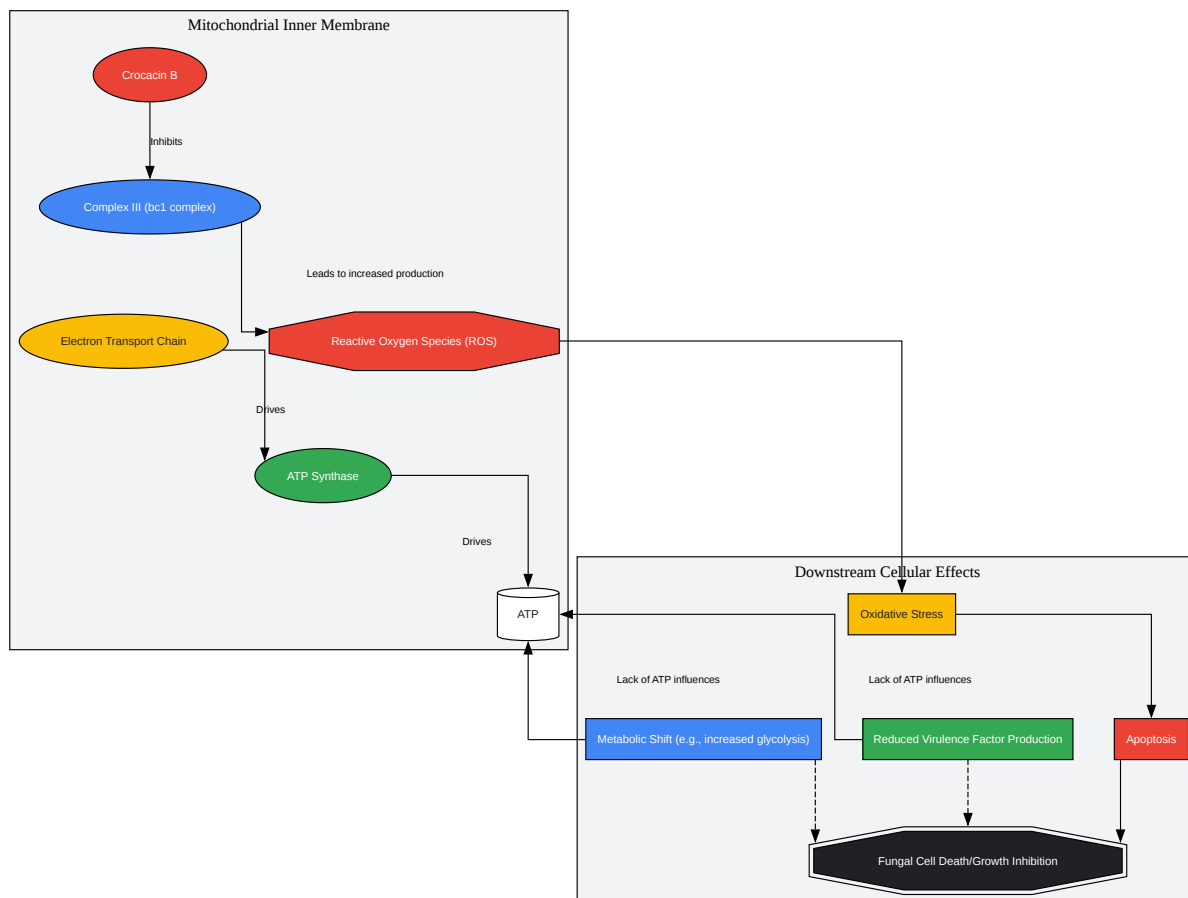 Mitochondrial Inner Membrane
Crocacin B
Inhibits
Complex III (bc1 complex)
Leads to increased production
Electron Transport Chain
Reactive Oxygen Species (ROS)
Drives
ATP Synthase
Drives
ATP
Downstream Cellular Effects
Oxidative Stress
Lack of ATP influences
Lack of ATP influences
Metabolic Shift (e.g., increased glycolysis)
Reduced Virulence Factor Production
Apoptosis
Fungal Cell Death/Growth Inhibition